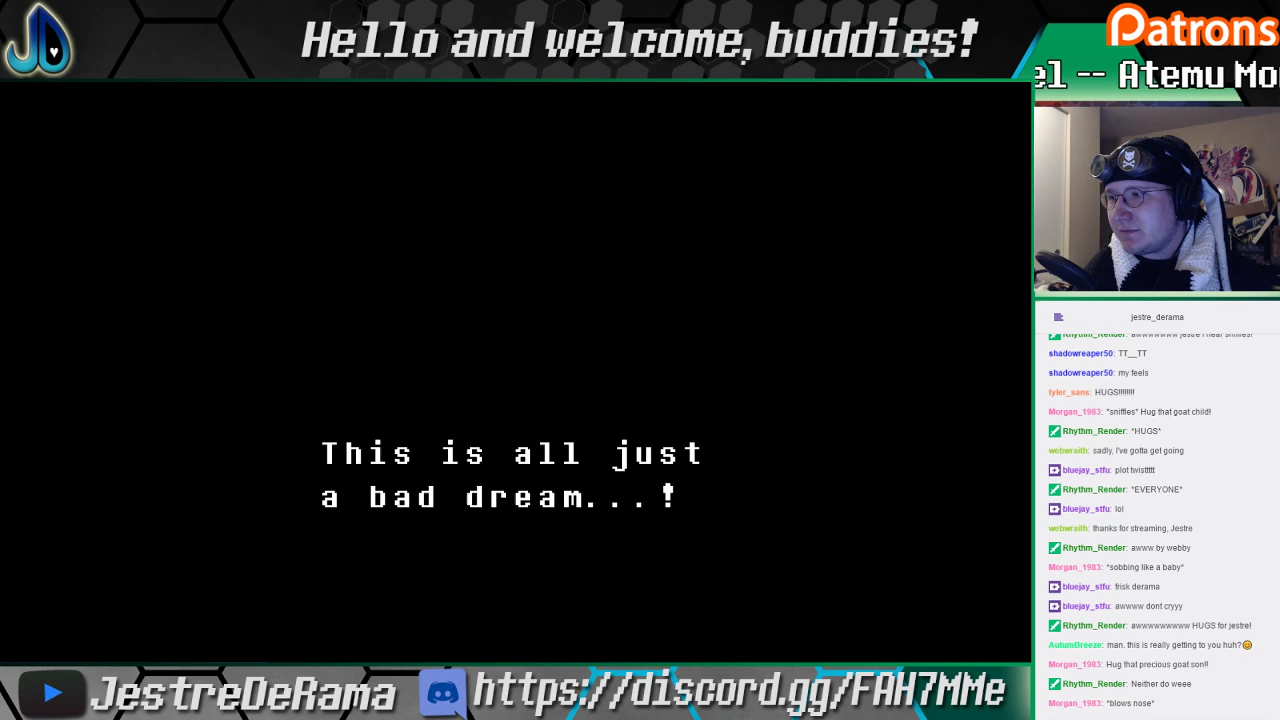 Hello and welcome, buddies!
Patrons
el -- Atemu Mo
This is all just
a bad dream...!
jestre_derama
shadowreaper50: TT__TT
shadowreaper50: my feels
tyler_sans: HUGS!!!!!!!!
Morgan_1983: *sniffles* Hug that goat child!
Rhythm_Render: *HUGS*
webwraith: sadly, I've gotta get going
bluejay_stfu: plot twisttttt
Rhythm_Render: *EVERYONE*
bluejay_stfu: lol
webwraith: thanks for streaming, Jestre
Rhythm_Render: awww by webby
Morgan_1983: *sobbing like a baby*
bluejay_stfu: frisk derama
bluejay_stfu: awwww dont cryyy
Rhythm_Render: awwwwwwwww HUGS for jestre!
AutumBreeze: man. this is really getting to you huh?😊
Morgan_1983: Hug that precious goat son!!
Rhythm_Render: Neither do weee
Morgan_1983: *blows nose*
JestreDeRama
https://discord.gg/FAH7MMe